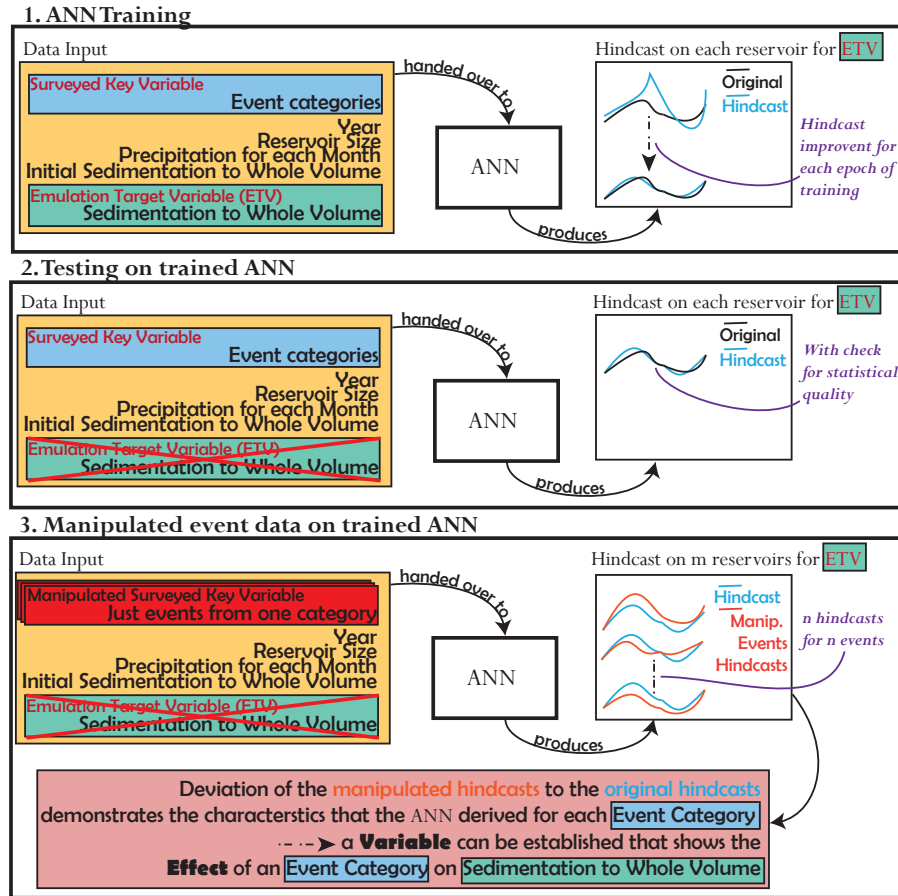 1. ANN Training
Data Input
Hindcast on each reservoir for ETV
Surveyed Key Variable
Event categories
Year
Reservoir Size
Precipitation for each Month
Initial Sedimentation to Whole Volume
Emulation Target Variable (ETV)
Sedimentation to Whole Volume
handed over to
ANN
produces
Original
Hindcast
Hindcast
improvent for
each epoch of
training
2. Testing on trained ANN
Data Input
Hindcast on each reservoir for ETV
Surveyed Key Variable
Event categories
Year
Reservoir Size
Precipitation for each Month
Initial Sedimentation to Whole Volume
Emulation Target Variable (ETV)
Sedimentation to Whole Volume
handed over to
ANN
produces
Original
Hindcast
With check
for statistical
quality
3. Manipulated event data on trained ANN
Data Input
Hindcast on m reservoirs for ETV
Manipulated Surveyed Key Variable
Just events from one category
Year
Reservoir Size
Precipitation for each Month
Initial Sedimentation to Whole Volume
Emulation Target Variable (ETV)
Sedimentation to Whole Volume
handed over to
ANN
produces
Hindcast
Manip.
Events
Hindcasts
n hindcasts
for n events
Deviation of the manipulated hindcasts to the original hindcasts
demonstrates the characterstics that the ANN derived for each Event Category
a Variable can be established that shows the
Effect of an Event Category on Sedimentation to Whole Volume